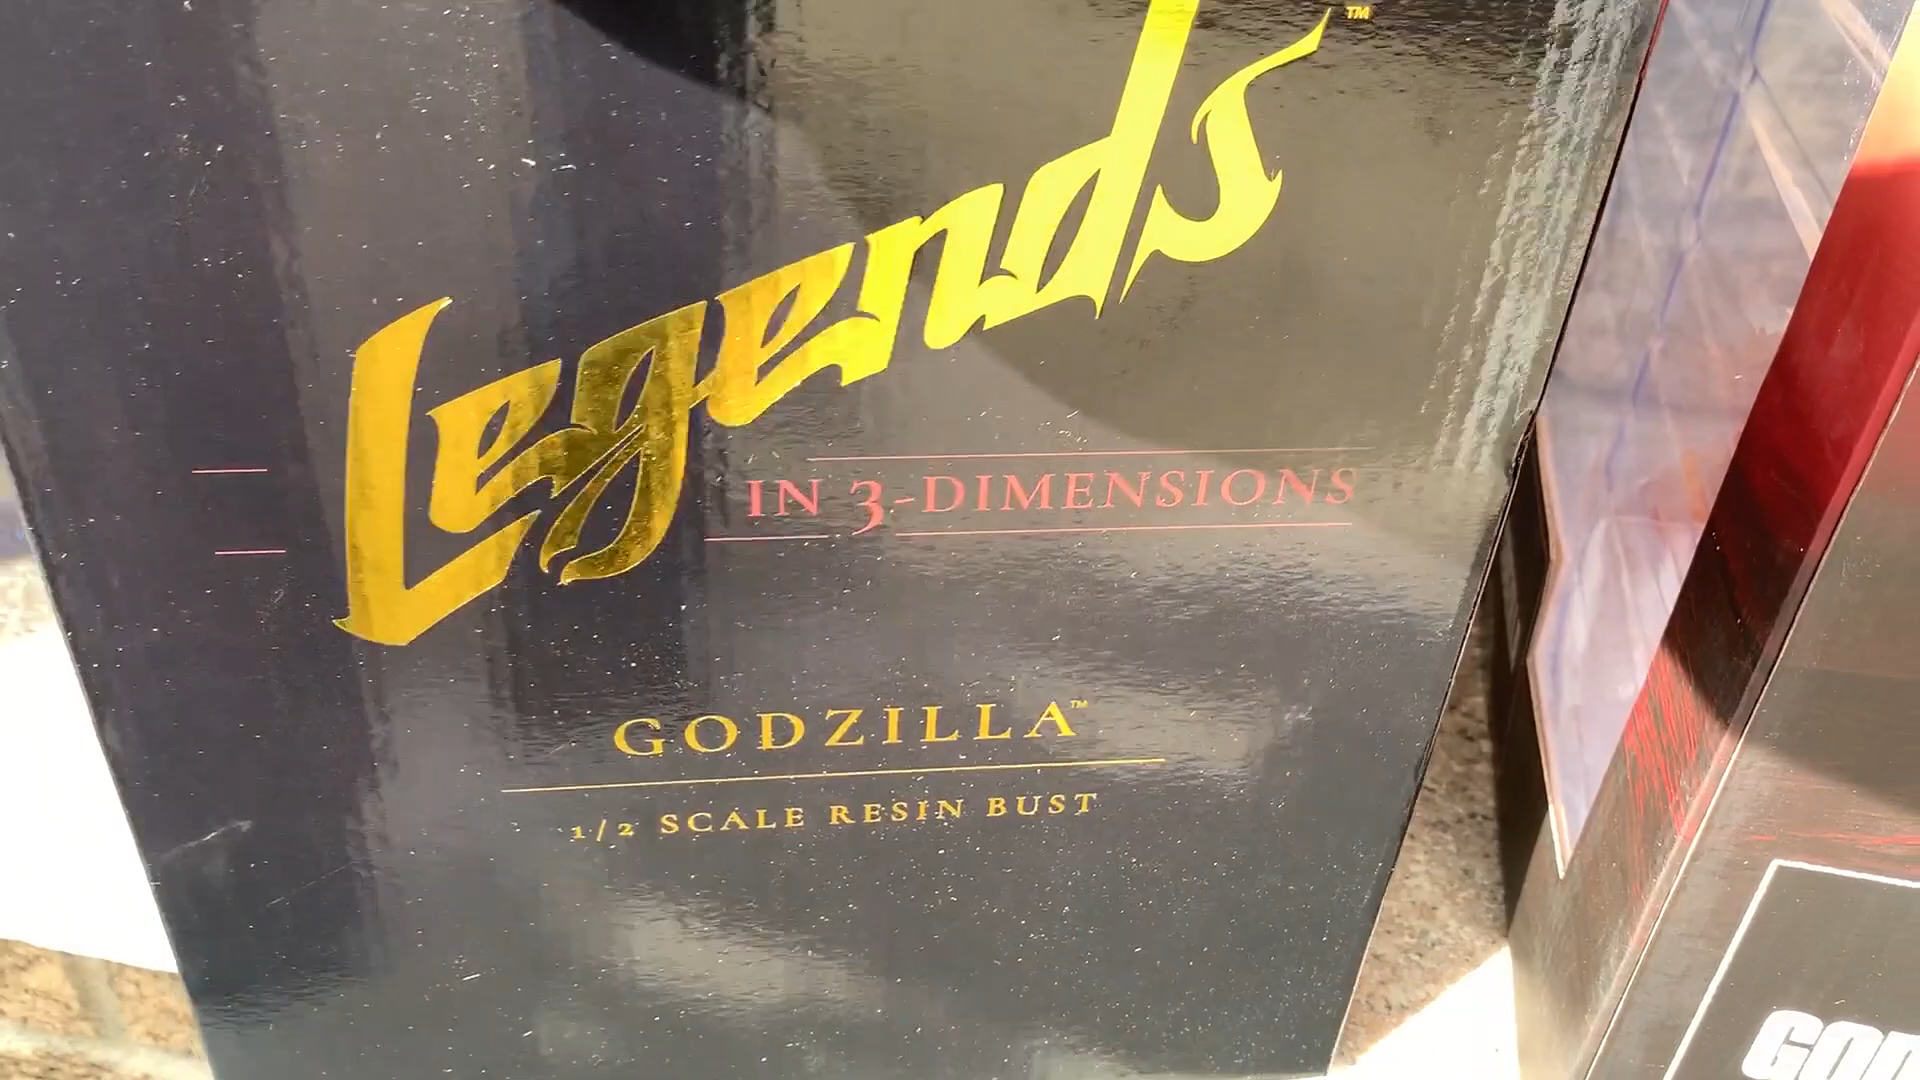 Legends™
IN 3-DIMENSIONS
GODZILLA™
1/2 SCALE RESIN BUST